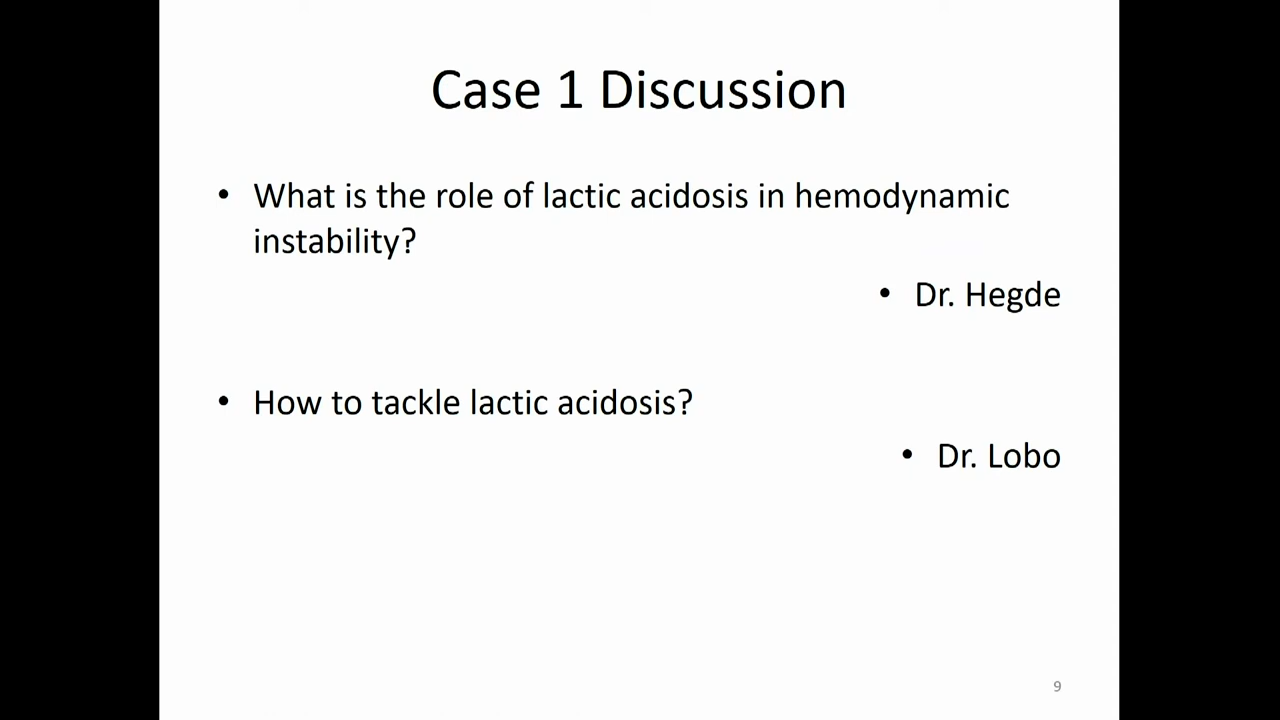 Case 1 Discussion
• What is the role of lactic acidosis in hemodynamic
instability?
• Dr. Hegde
• How to tackle lactic acidosis?
• Dr. Lobo
9